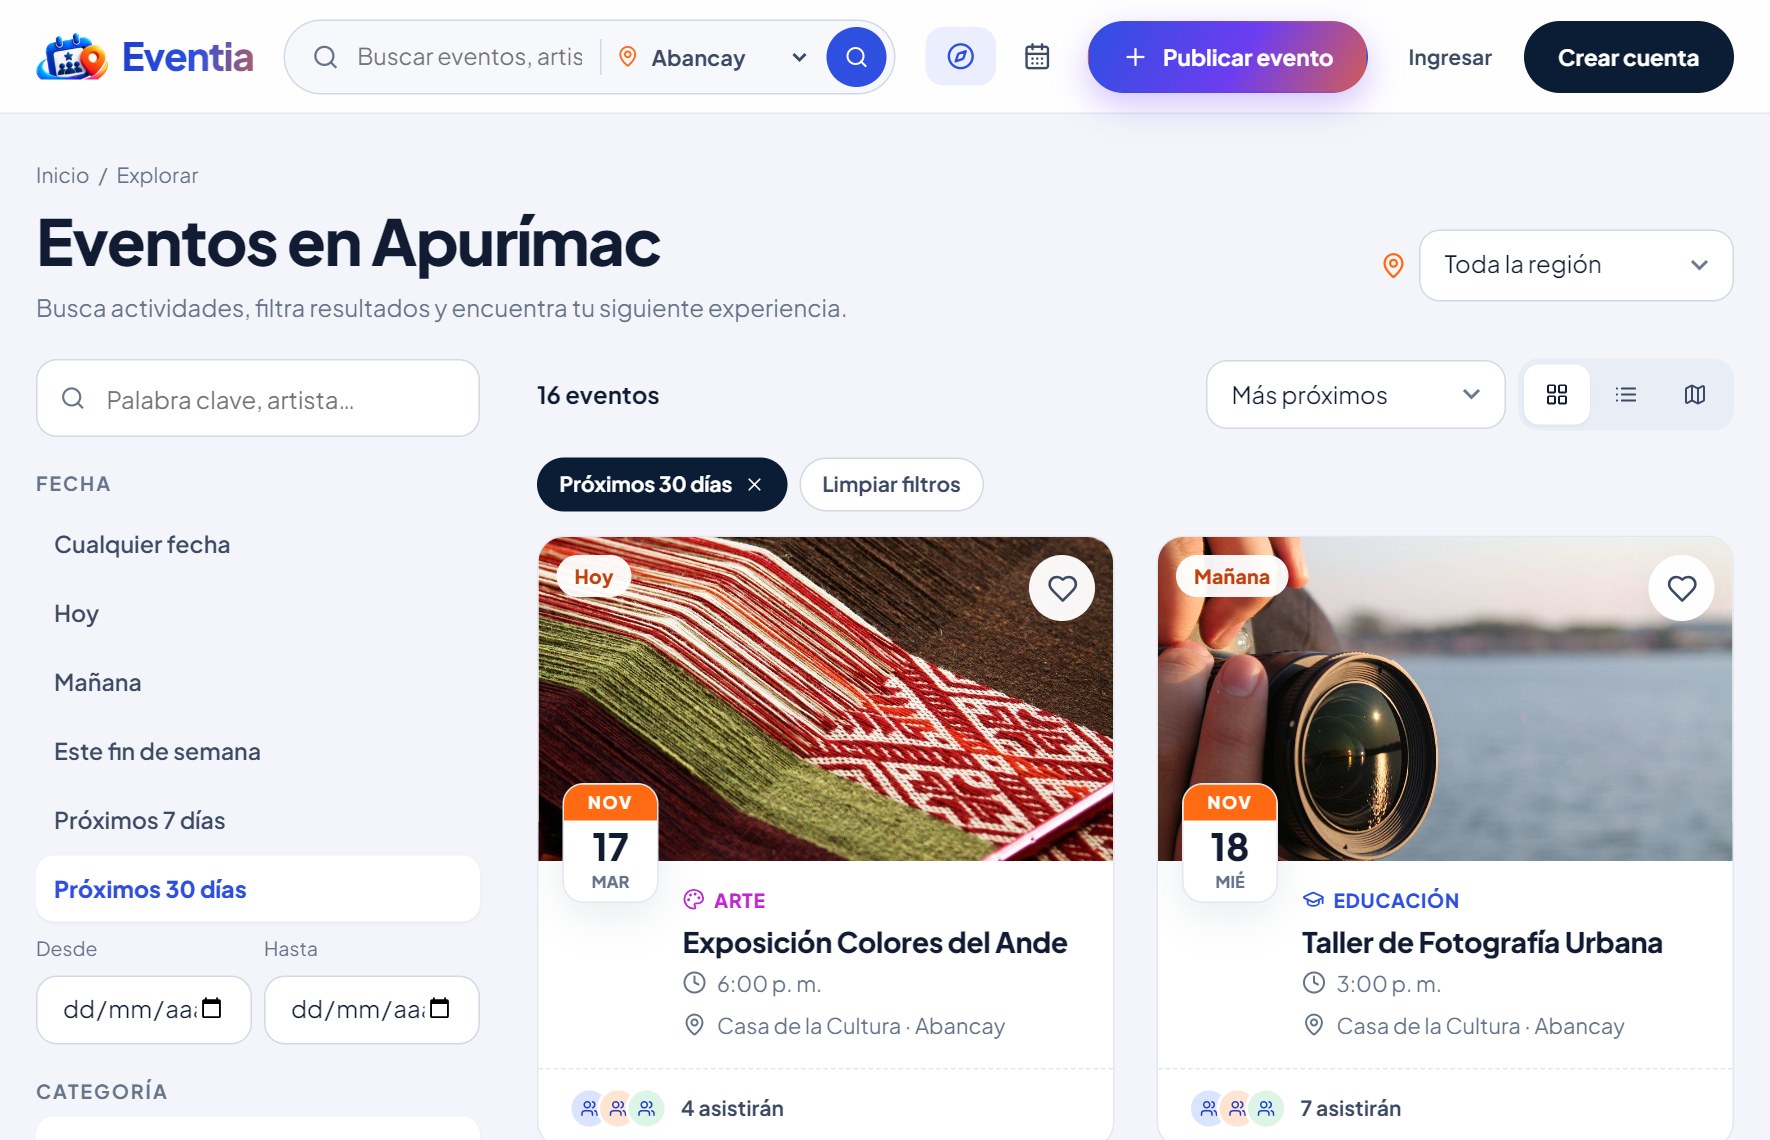 Eventia
Buscar eventos, artis
Abancay
Publicar evento
Ingresar
Crear cuenta
Inicio / Explorar
Eventos en Apurímac
Busca actividades, filtra resultados y encuentra tu siguiente experiencia.
Toda la región
Palabra clave, artista...
16 eventos
Más próximos
FECHA
Cualquier fecha
Hoy
Mañana
Este fin de semana
Próximos 7 días
Próximos 30 días
Desde
Hasta
dd/mm/aaa
dd/mm/aaa
CATEGORÍA
Próximos 30 días
Limpiar filtros
Hoy
NOV
17
MAR
ARTE
Exposición Colores del Ande
6:00 p. m.
Casa de la Cultura · Abancay
4 asistirán
Mañana
NOV
18
MIÉ
EDUCACIÓN
Taller de Fotografía Urbana
3:00 p. m.
Casa de la Cultura · Abancay
7 asistirán